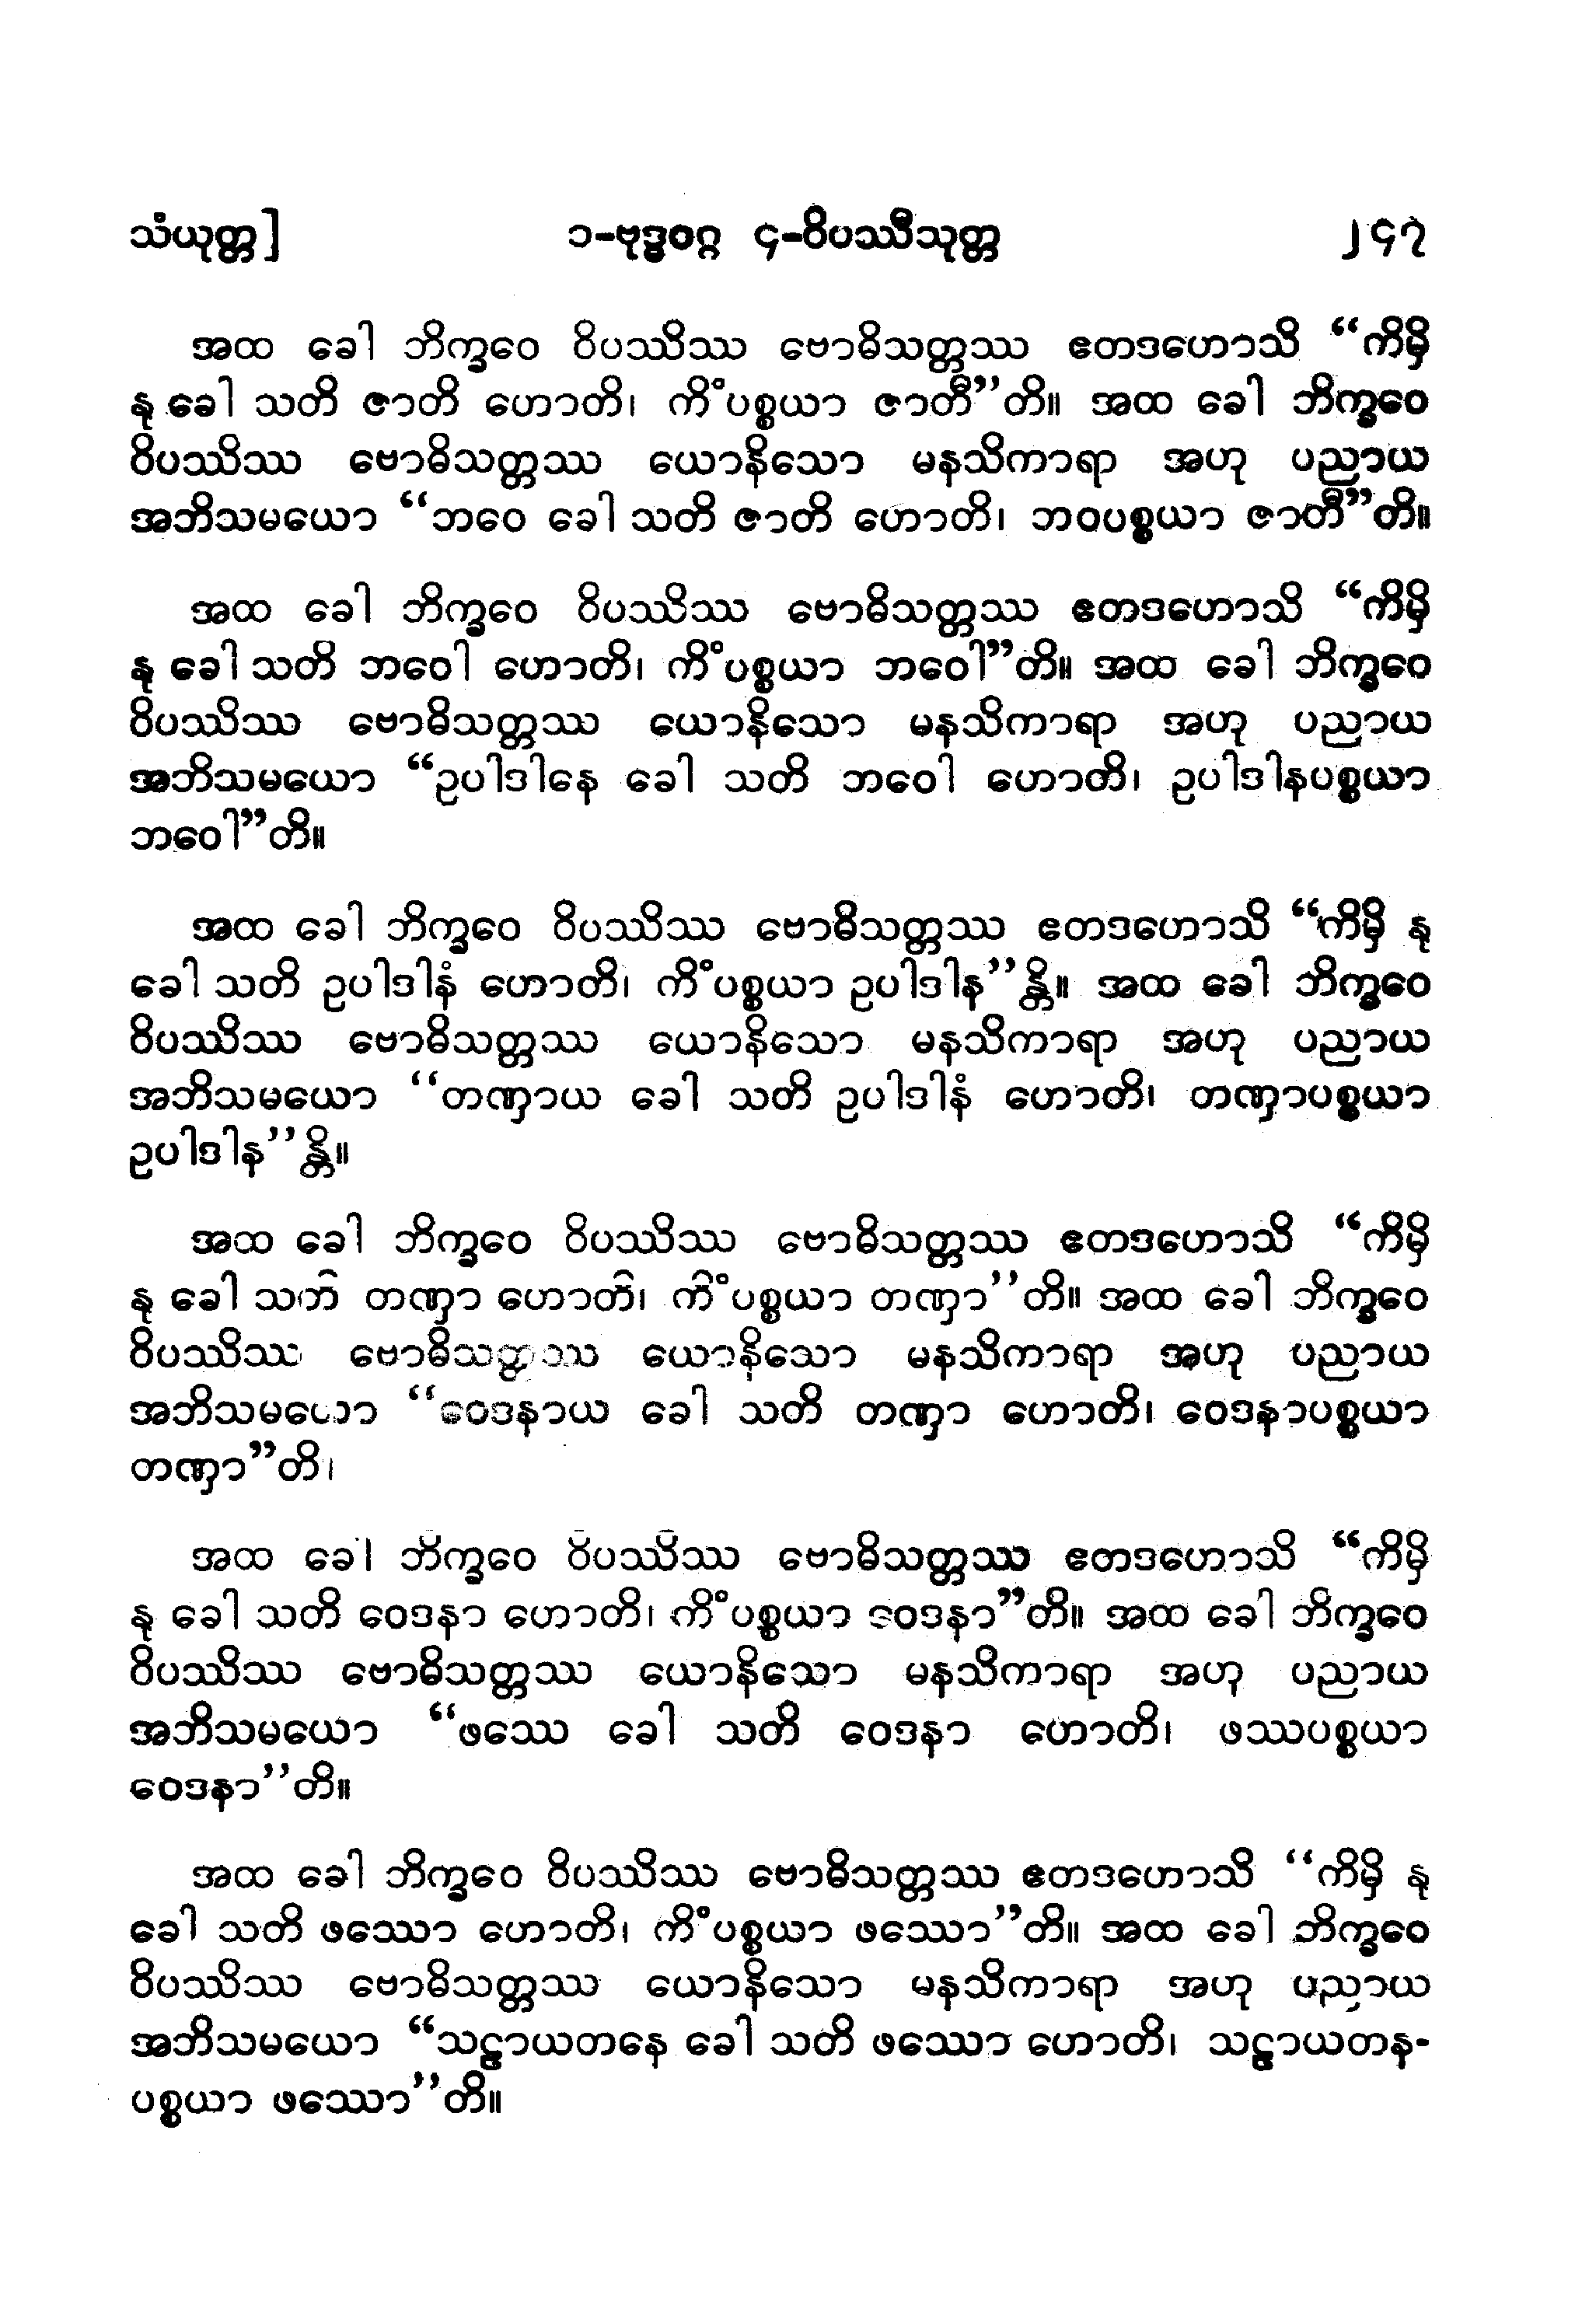 သံယုတ္တ] ၁-ဗုဒ္ဓဝဂ္ဂ ၄-ဝိပဿီသုတ္တ ၂၄၇
အထ ခေါ ဘိက္ခဝေ ဝိပဿိဿ ဗောဓိသတ္တဿ ဧတဒဟောသိ “ကိမှိ
နု ခေါ သတိ ဇာတိ ဟောတိ၊ ကိံပစ္စယာ ဇာတီ”တိ။ အထ ခေါ ဘိက္ခဝေ
ဝိပဿိဿ ဗောဓိသတ္တဿ ယောနိသော မနသိကာရာ အဟု ပညာယ
အဘိသမယော “ဘဝေ ခေါ သတိ ဇာတိ ဟောတိ၊ ဘဝပစ္စယာ ဇာတီ”တိ။
အထ ခေါ ဘိက္ခဝေ ဝိပဿိဿ ဗောဓိသတ္တဿ ဧတဒဟောသိ “ကိမှိ
နု ခေါ သတိ ဘဝေါ ဟောတိ၊ ကိံပစ္စယာ ဘဝေါ”တိ။ အထ ခေါ ဘိက္ခဝေ
ဝိပဿိဿ ဗောဓိသတ္တဿ ယောနိသော မနသိကာရာ အဟု ပညာယ
အဘိသမယော “ဥပါဒါနေ ခေါ သတိ ဘဝေါ ဟောတိ၊ ဥပါဒါနပစ္စယာ
ဘဝေါ”တိ။
အထ ခေါ ဘိက္ခဝေ ဝိပဿိဿ ဗောဓိသတ္တဿ ဧတဒဟောသိ “ကိမှိ နု
ခေါ သတိ ဥပါဒါနံ ဟောတိ၊ ကိံပစ္စယာ ဥပါဒါန”န္တိ။ အထ ခေါ ဘိက္ခဝေ
ဝိပဿိဿ ဗောဓိသတ္တဿ ယောနိသော မနသိကာရာ အဟု ပညာယ
အဘိသမယော “တဏှာယ ခေါ သတိ ဥပါဒါနံ ဟောတိ၊ တဏှာပစ္စယာ
ဥပါဒါန”န္တိ။
အထ ခေါ ဘိက္ခဝေ ဝိပဿိဿ ဗောဓိသတ္တဿ ဧတဒဟောသိ “ကိမှိ
နု ခေါ သတိ တဏှာ ဟောတိ၊ ကိံပစ္စယာ တဏှာ”တိ။ အထ ခေါ ဘိက္ခဝေ
ဝိပဿိဿ ဗောဓိသတ္တဿ ယောနိသော မနသိကာရာ အဟု ပညာယ
အဘိသမယော “ဝေဒနာယ ခေါ သတိ တဏှာ ဟောတိ၊ ဝေဒနာပစ္စယာ
တဏှာ”တိ၊
အထ ခေါ ဘိက္ခဝေ ဝိပဿိဿ ဗောဓိသတ္တဿ ဧတဒဟောသိ “ကိမှိ
နု ခေါ သတိ ဝေဒနာ ဟောတိ၊ ကိံပစ္စယာ ဝေဒနာ”တိ။ အထ ခေါ ဘိက္ခဝေ
ဝိပဿိဿ ဗောဓိသတ္တဿ ယောနိသော မနသိကာရာ အဟု ပညာယ
အဘိသမယော “ဖဿေ ခေါ သတိ ဝေဒနာ ဟောတိ၊ ဖဿပစ္စယာ
ဝေဒနာ”တိ။
အထ ခေါ ဘိက္ခဝေ ဝိပဿိဿ ဗောဓိသတ္တဿ ဧတဒဟောသိ “ကိမှိ နု
ခေါ သတိ ဖဿော ဟောတိ၊ ကိံပစ္စယာ ဖဿော”တိ။ အထ ခေါ ဘိက္ခဝေ
ဝိပဿိဿ ဗောဓိသတ္တဿ ယောနိသော မနသိကာရာ အဟု ပညာယ
အဘိသမယော “သဠာယတနေ ခေါ သတိ ဖဿော ဟောတိ၊ သဠာယတန-
ပစ္စယာ ဖဿော”တိ။